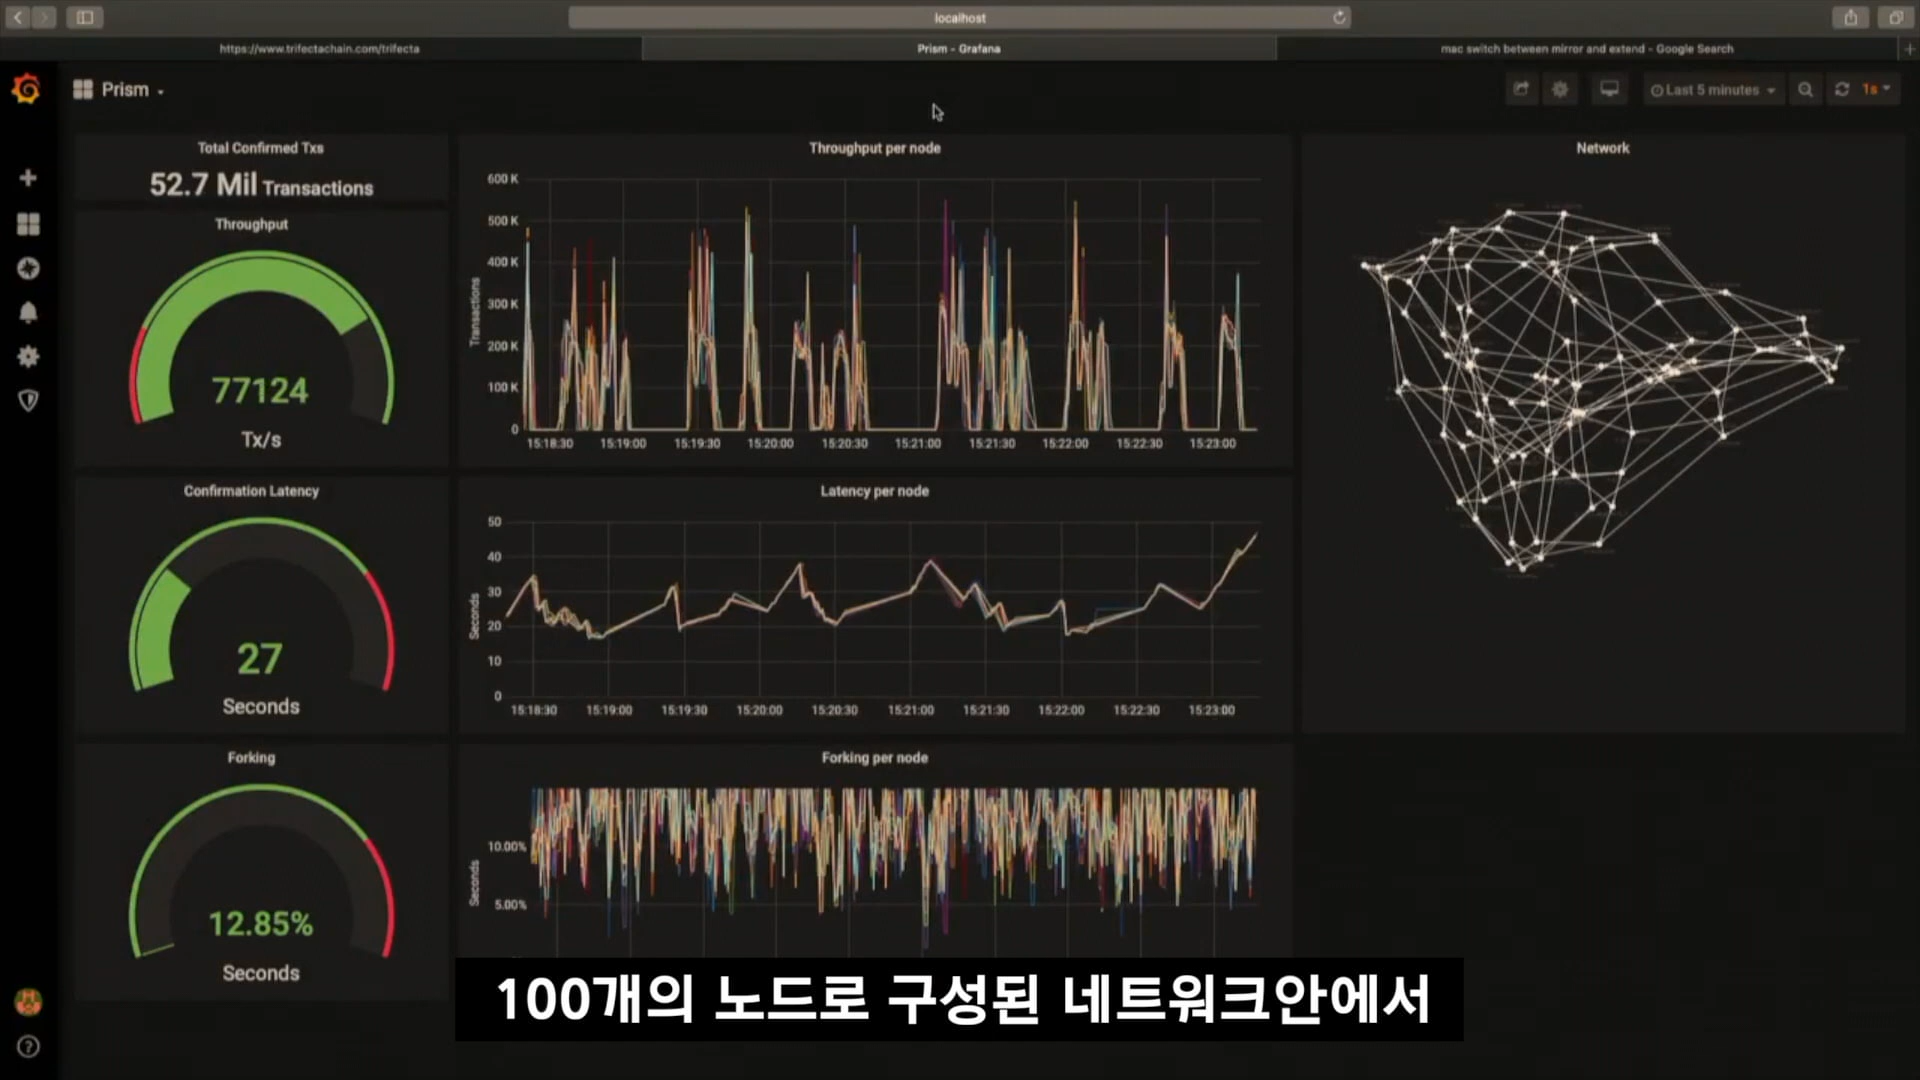 localhost
https://www.trifectachain.com/trifecta
Prism - Grafana
mac switch between mirror and extend - Google Search
Prism
Last 5 minutes
1s
Total Confirmed Txs
52.7 Mil Transactions
Throughput
77124
Tx/s
Throughput per node
Transactions
600 K
500 K
400 K
300 K
200 K
100 K
0
15:18:30 15:19:00 15:19:30 15:20:00 15:20:30 15:21:00 15:21:30 15:22:00 15:22:30 15:23:00
Network
Confirmation Latency
27
Seconds
Latency per node
Seconds
50
40
30
20
10
0
15:18:30 15:19:00 15:19:30 15:20:00 15:20:30 15:21:00 15:21:30 15:22:00 15:22:30 15:23:00
Forking
12.85%
Seconds
Forking per node
Seconds
10.00%
5.00%
100개의 노드로 구성된 네트워크안에서